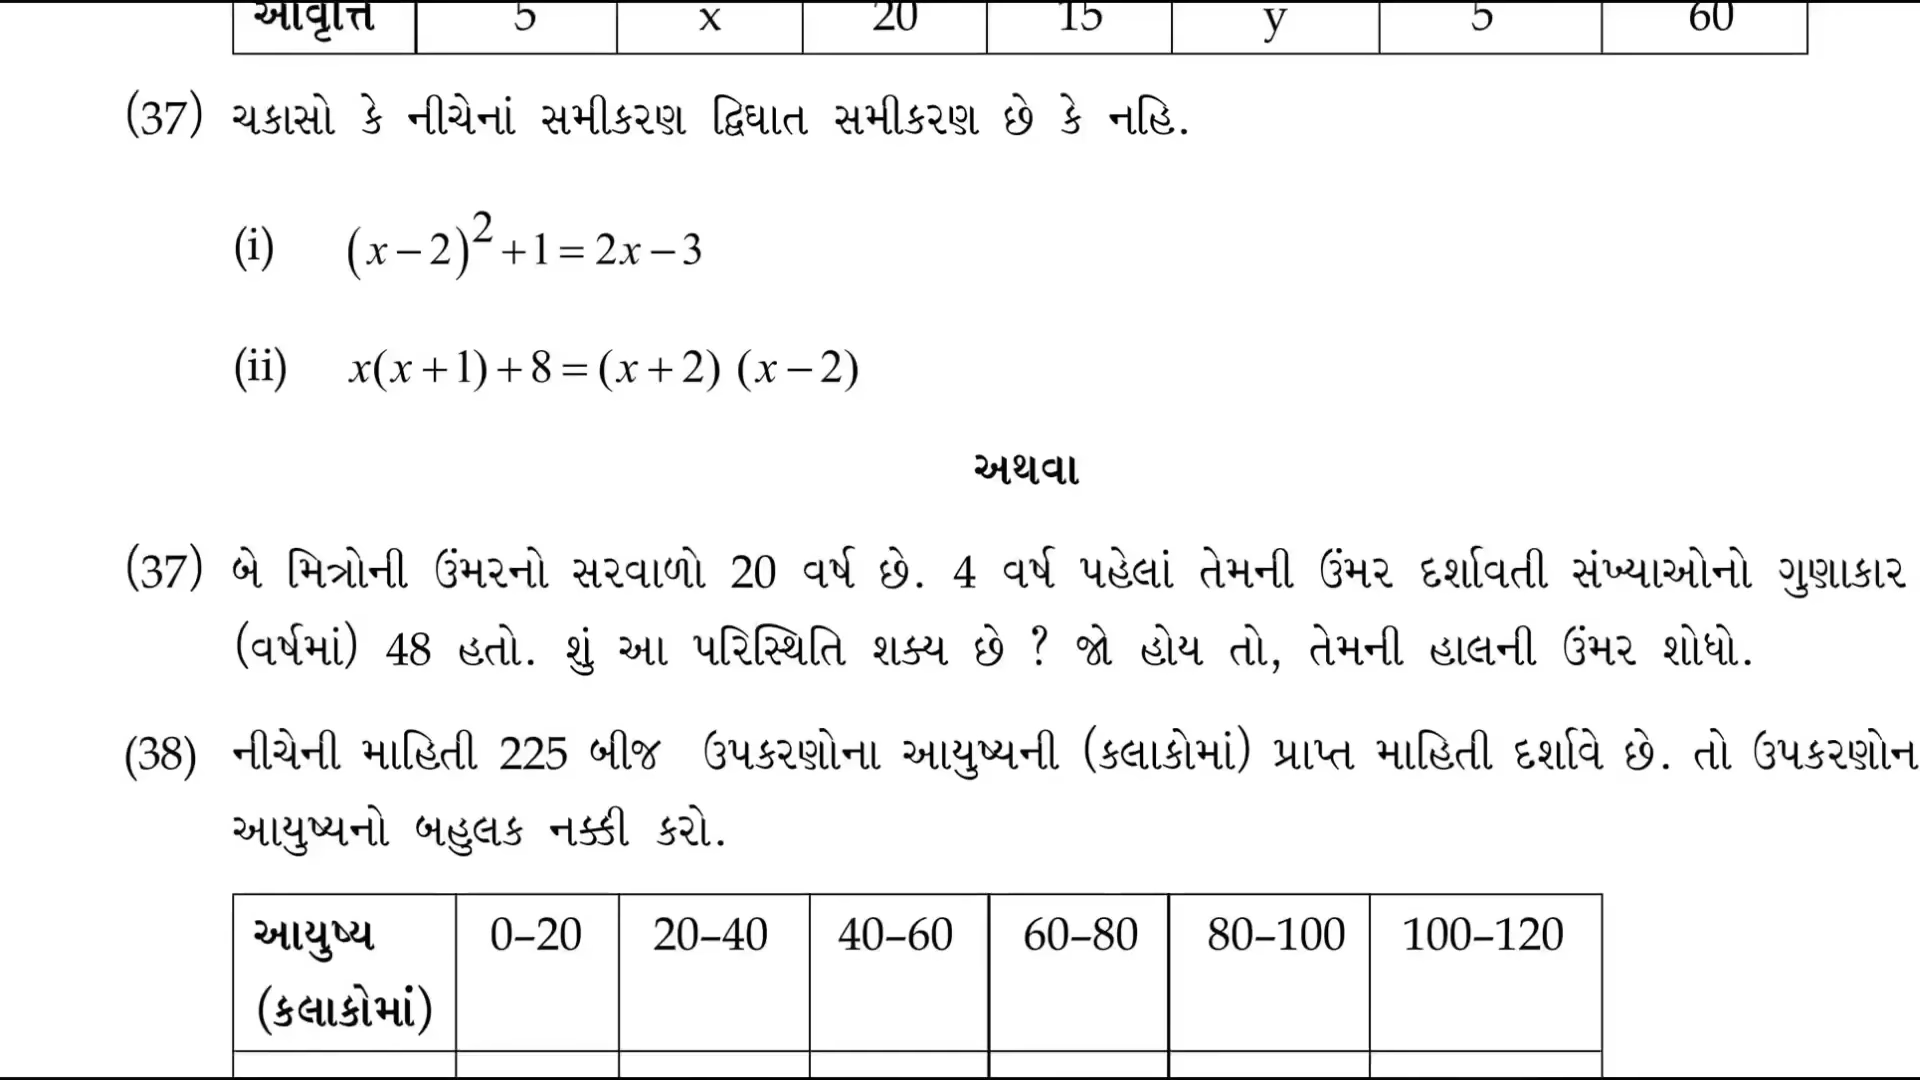 આવૃત્તિ 5 x 20 15 y 5 60
(37) ચકાસો કે નીચેનાં સમીકરણ દ્વિઘાત સમીકરણ છે કે નહિ.
(i) (x−2)²+1=2x−3
(ii) x(x+1)+8=(x+2) (x−2)
અથવા
(37) બે મિત્રોની ઉંમરનો સરવાળો 20 વર્ષ છે. 4 વર્ષ પહેલાં તેમની ઉંમર દર્શાવતી સંખ્યાઓનો ગુણાકાર
(વર્ષમાં) 48 હતો. શું આ પરિસ્થિતિ શક્ય છે ? જો હોય તો, તેમની હાલની ઉંમર શોધો.
(38) નીચેની માહિતી 225 બીજ ઉપકરણોના આયુષ્યની (કલાકોમાં) પ્રાપ્ત માહિતી દર્શાવે છે. તો ઉપકરણોન
આયુષ્યનો બહુલક નક્કી કરો.
આયુષ્ય 0–20 20–40 40–60 60–80 80–100 100–120
(કલાકોમાં)